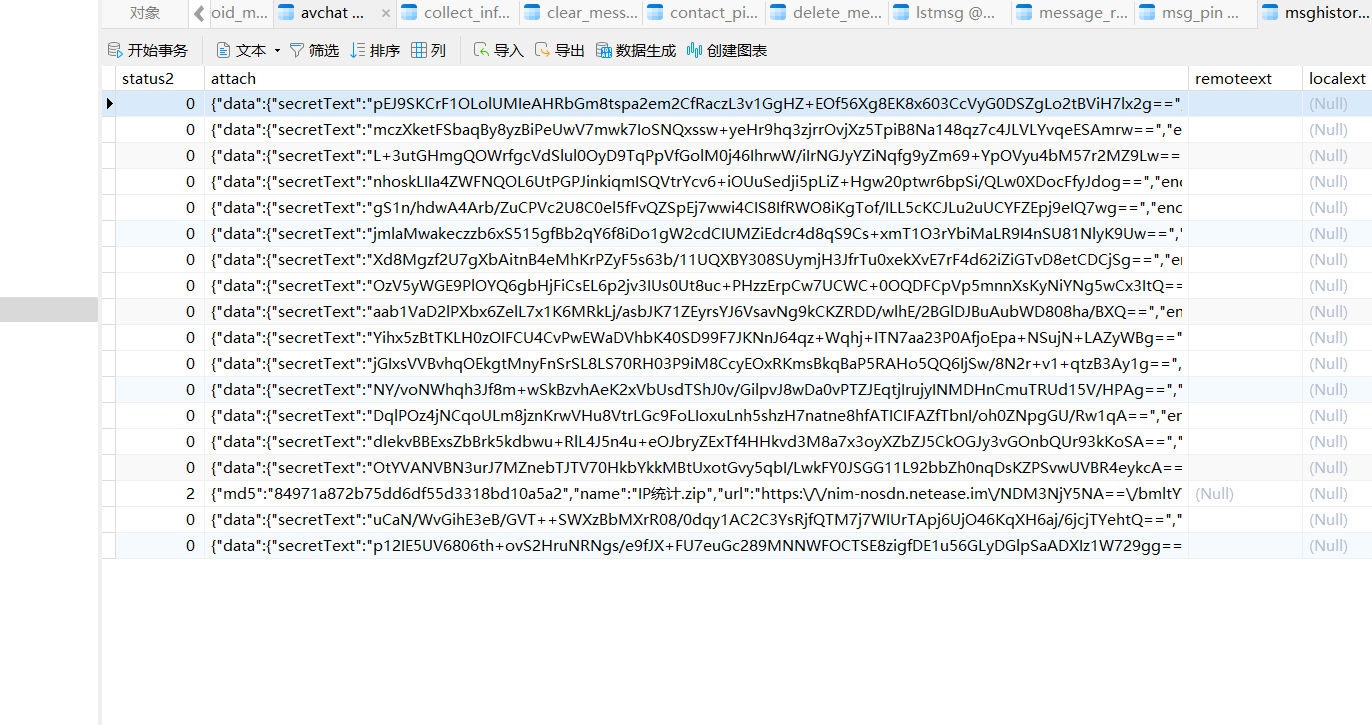 对象 oid_m... avchat ... × collect_inf... clear_mess... contact_pi... delete_me... lstmsg @... message_r... msg_pin ... msghistor...
开始事务 文本 筛选 排序 列 导入 导出 数据生成 创建图表
status2 attach remoteext localext
0 {"data":{"secretText":"pEJ9SKCrF1OLolUMIeAHRbGm8tspa2em2CfRaczL3v1GgHZ+EOf56Xg8EK8x603CcVyG0DSZgLo2tBViH7lx2g==" (Null)
0 {"data":{"secretText":"mczXketFSbaqBy8yzBiPeUwV7mwk7IoSNQxssw+yeHr9hq3zjrrOvjXz5TpiB8Na148qz7c4JLVLYvqeESAmrw==","e (Null)
0 {"data":{"secretText":"L+3utGHmgQOWrfgcVdSlul0OyD9TqPpVfGolM0j46IhrwW/iIrNGJyYZiNqfg9yZm69+YpOVyu4bM57r2MZ9Lw== (Null)
0 {"data":{"secretText":"nhoskLIIa4ZWFNQOL6UtPGPJinkiqmISQVtrYcv6+iOUuSedji5pLiZ+Hgw20ptwr6bpSi/QLw0XDocFfyJdog==","enc (Null)
0 {"data":{"secretText":"gS1n/hdwA4Arb/ZuCPVc2U8C0el5fFvQZSpEj7wwi4CIS8IfRWO8iKgTof/ILL5cKCJLu2uUCYFZEpj9eIQ7wg==","enc (Null)
0 {"data":{"secretText":"jmlaMwakeczzb6xS515gfBb2qY6f8iDo1gW2cdCIUMZiEdcr4d8qS9Cs+xmT1O3rYbiMaLR9I4nSU81NlyK9Uw=="," (Null)
0 {"data":{"secretText":"Xd8Mgzf2U7gXbAitnB4eMhKrPZyF5s63b/11UQXBY308SUymjH3JfrTu0xekXvE7rF4d62iZiGTvD8etCDCjSg==","en (Null)
0 {"data":{"secretText":"OzV5yWGE9PlOYQ6gbHjFiCsEL6p2jv3IUs0Ut8uc+PHzzErpCw7UCWC+0OQDFCpVp5mnnXsKyNiYNg5wCx3ItQ== (Null)
0 {"data":{"secretText":"aab1VaD2lPXbx6ZelL7x1K6MRkLj/asbJK71ZEyrsYJ6VsavNg9kCKZRDD/wlhE/2BGlDJBuAubWD808ha/BXQ==","en (Null)
0 {"data":{"secretText":"Yihx5zBtTKLH0zOIFCU4CvPwEWaDVhbK40SD99F7JKNnJ64qz+Wqhj+ITN7aa23P0AfjoEpa+NSujN+LAZyWBg==" (Null)
0 {"data":{"secretText":"jGIxsVVBvhqOEkgtMnyFnSrSL8LS70RH03P9iM8CcyEOxRKmsBkqBaP5RAHo5QQ6IjSw/8N2r+v1+qtzB3Ay1g==", (Null)
0 {"data":{"secretText":"NY/voNWhqh3Jf8m+wSkBzvhAeK2xVbUsdTShJ0v/GilpvJ8wDa0vPTZJEqtjIrujyINMDHnCmuTRUd15V/HPAg=="," (Null)
0 {"data":{"secretText":"DqlPOz4jNCqoULm8jznKrwVHu8VtrLGc9FoLIoxuLnh5shzH7natne8hfATICIFAZfTbnI/oh0ZNpgGU/Rw1qA==","en (Null)
0 {"data":{"secretText":"dIekvBBExsZbBrk5kdbwu+RlL4J5n4u+eOJbryZExTf4HHkvd3M8a7x3oyXZbZJ5CkOGJy3vGOnbQUr93kKoSA=="," (Null)
0 {"data":{"secretText":"OtYVANVBN3urJ7MZnebTJTV70HkbYkkMBtUxotGvy5qbI/LwkFY0JSGG11L92bbZh0nqDsKZPSvwUVBR4eykcA== (Null)
2 {"md5":"84971a872b75dd6df55d3318bd10a5a2","name":"IP统计.zip","url":"https:\/\/nim-nosdn.netease.im\/NDM3NjY5NA==\/bmltY (Null) (Null)
0 {"data":{"secretText":"uCaN/WvGihE3eB/GVT++SWXzBbMXrR08/0dqy1AC2C3YsRjfQTM7j7WIUrTApj6UjO46KqXH6aj/6jcjTYehtQ=="," (Null)
0 {"data":{"secretText":"p12IE5UV6806th+ovS2HruNRNgs/e9fJX+FU7euGc289MNNWFOCTSE8zigfDE1u56GLyDGlpSaADXIz1W729gg== (Null)